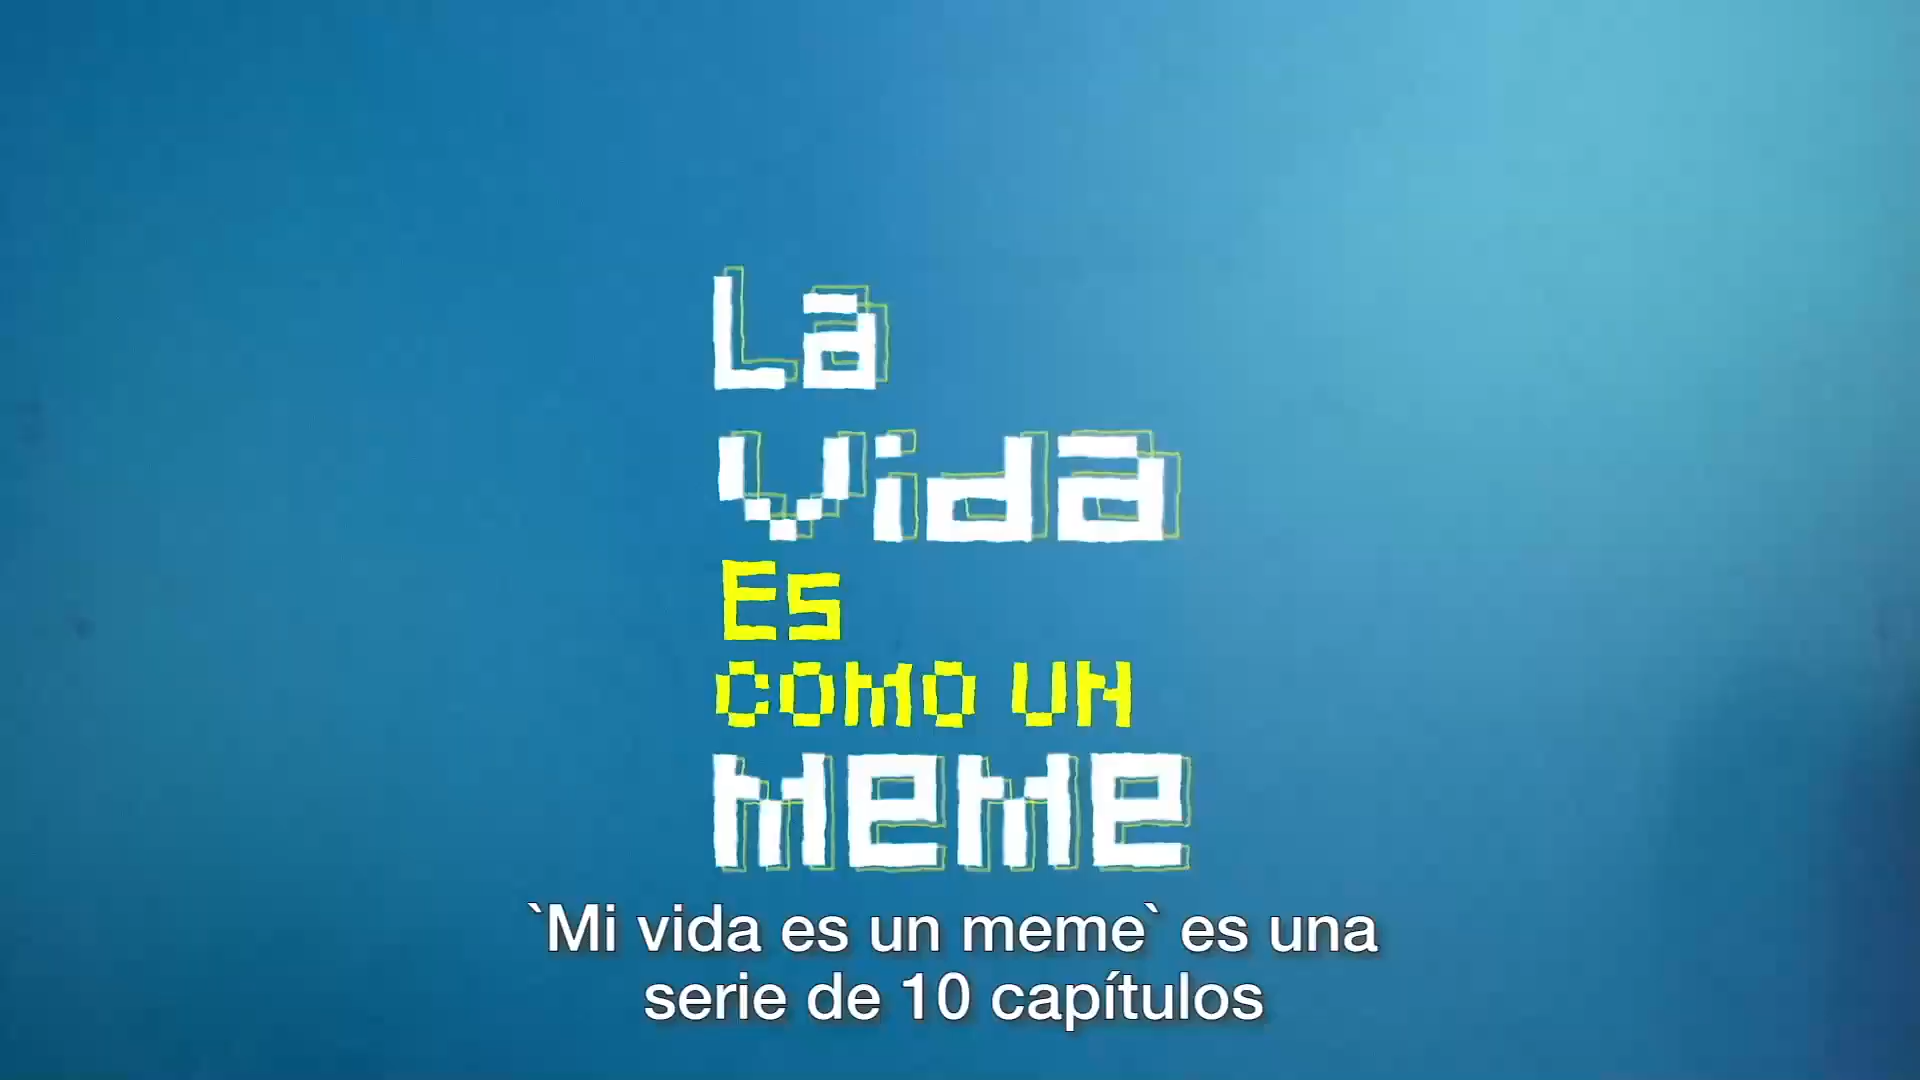 La
Vida
Es
como un
meme
`Mi vida es un meme` es una
serie de 10 capítulos